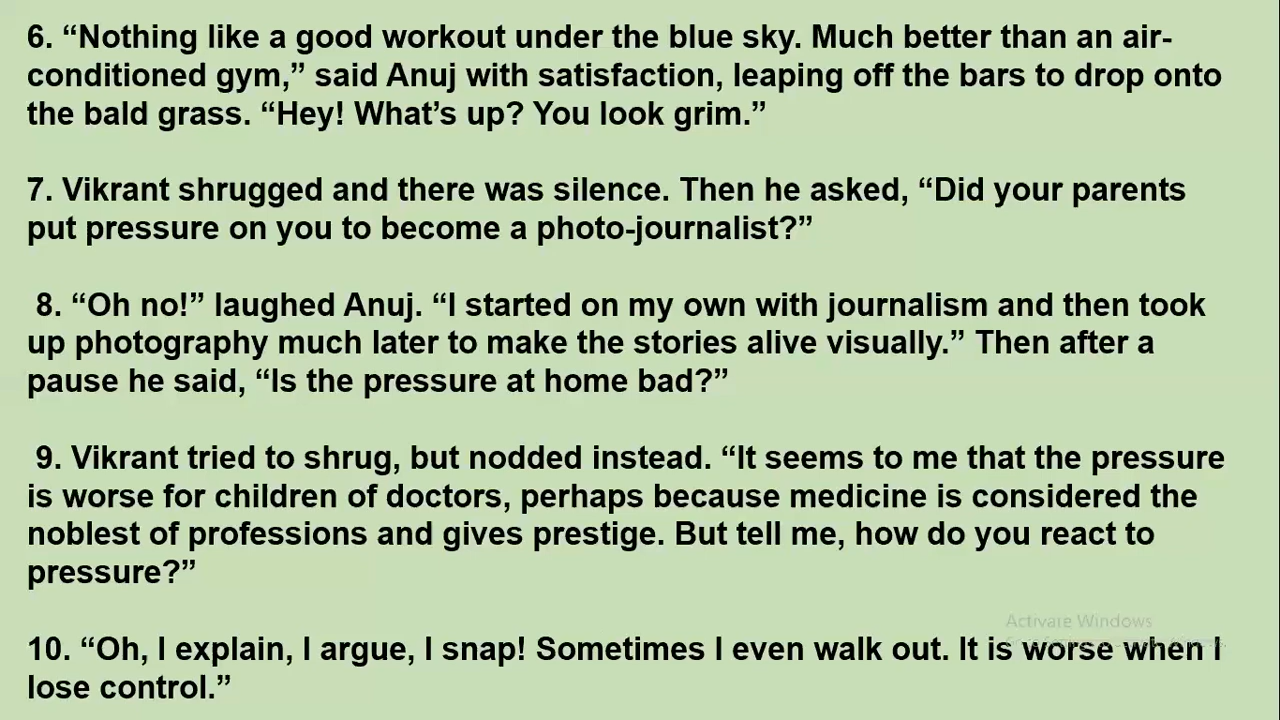 6. “Nothing like a good workout under the blue sky. Much better than an air-
conditioned gym,” said Anuj with satisfaction, leaping off the bars to drop onto
the bald grass. “Hey! What’s up? You look grim.”
7. Vikrant shrugged and there was silence. Then he asked, “Did your parents
put pressure on you to become a photo-journalist?”
8. “Oh no!” laughed Anuj. “I started on my own with journalism and then took
up photography much later to make the stories alive visually.” Then after a
pause he said, “Is the pressure at home bad?”
9. Vikrant tried to shrug, but nodded instead. “It seems to me that the pressure
is worse for children of doctors, perhaps because medicine is considered the
noblest of professions and gives prestige. But tell me, how do you react to
pressure?”
Activate Windows
10. “Oh, I explain, I argue, I snap! Sometimes I even walk out. It is worse when I
lose control.”